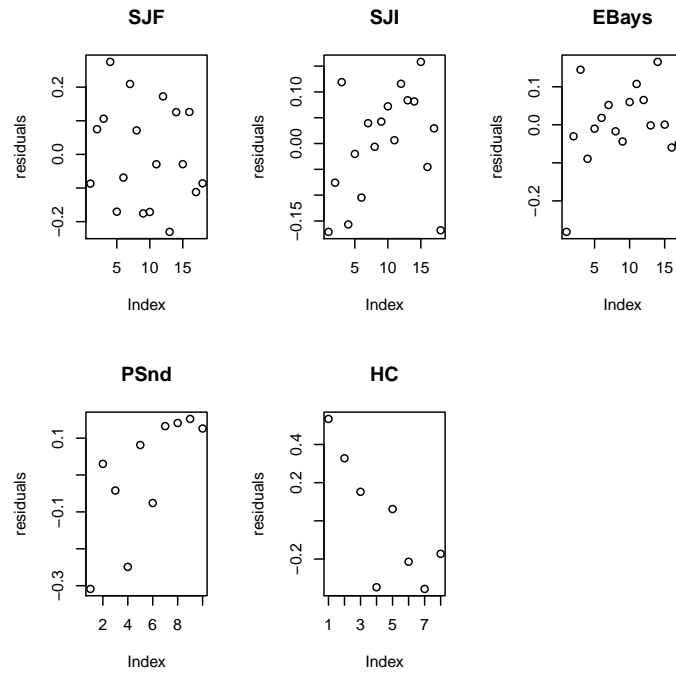 SJF
residuals
−0.2
0.0
0.2
5
10
15
Index
SJI
residuals
−0.15
0.00
0.10
5
10
15
Index
EBays
residuals
−0.2
0.0
0.1
5
10
15
Index
PSnd
residuals
−0.3
−0.1
0.1
2
4
6
8
Index
HC
residuals
−0.2
0.2
0.4
1
3
5
7
Index